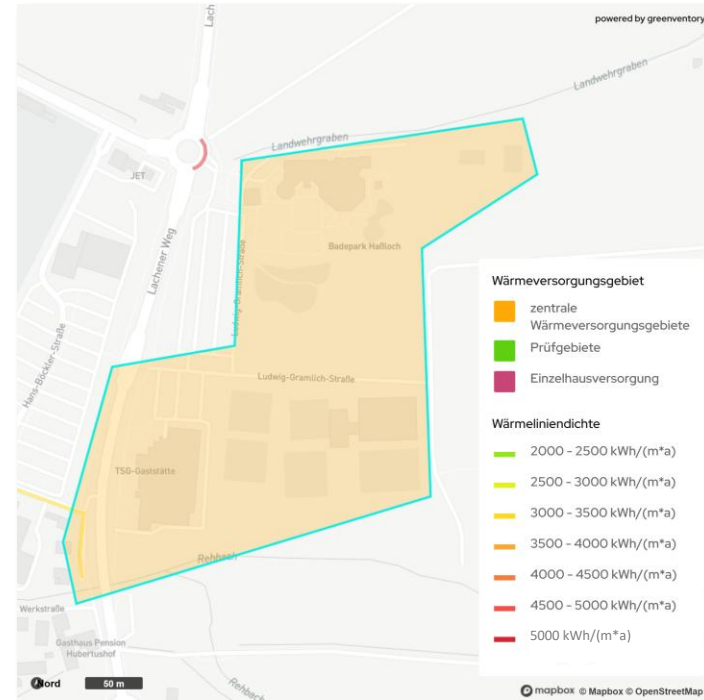 powered by greenventory
Lach
Landwehrgraben
Landwehrgraben
JET
Lachener Weg
Badepark Haßloch
Ludwig-Gramlich-Straße
Hans-Böckler-Straße
Ludwig-Gramlich-Straße
TSG-Gaststätte
Rehbach
Werkstraße
Gasthaus Pension
Hubertushof
Rehbach
Nord
50 m
Wärmeversorgungsgebiet
zentrale
Wärmeversorgungsgebiete
Prüfgebiete
Einzelhausversorgung
Wärmeliniendichte
2000 - 2500 kWh/(m*a)
2500 - 3000 kWh/(m*a)
3000 - 3500 kWh/(m*a)
3500 - 4000 kWh/(m*a)
4000 - 4500 kWh/(m*a)
4500 - 5000 kWh/(m*a)
5000 kWh/(m*a)
mapbox © Mapbox © OpenStreetMap